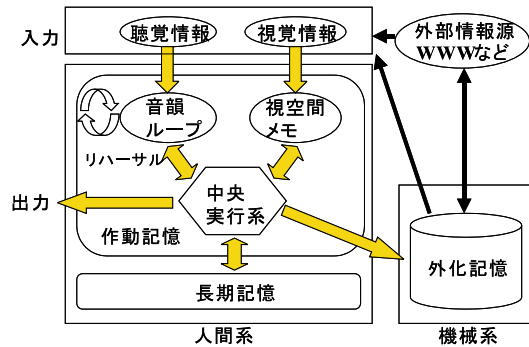 入力
聴覚情報
視覚情報
外部情報源
WWWなど
音韻
ループ
視空間
メモ
リハーサル
中央
実行系
出力
作動記憶
外化記憶
長期記憶
人間系
機械系